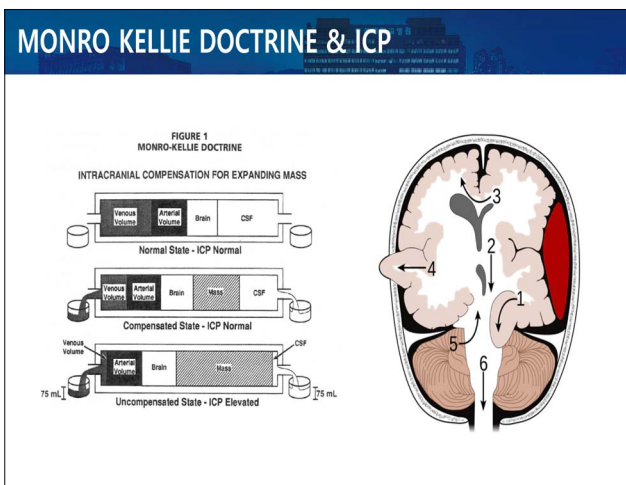 MONRO KELLIE DOCTRINE & ICP
FIGURE 1
MONRO-KELLIE DOCTRINE
INTRACRANIAL COMPENSATION FOR EXPANDING MASS
Venous Volume
Arterial Volume
Brain
CSF
Normal State - ICP Normal
Venous Volume
Arterial Volume
Brain
Mass
CSF
Compensated State - ICP Normal
Venous Volume
Arterial Volume
Brain
Mass
CSF
75 mL
75 mL
Uncompensated State - ICP Elevated
3
2
4
1
5
6